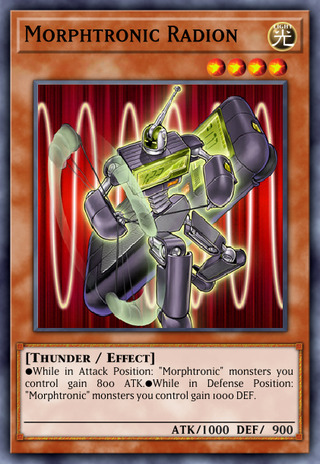 Morphtronic Radion
LIGHT
光
[Thunder / Effect]
●While in Attack Position: "Morphtronic" monsters you
control gain 800 ATK.●While in Defense Position:
"Morphtronic" monsters you control gain 1000 DEF.
ATK/1000 DEF/ 900